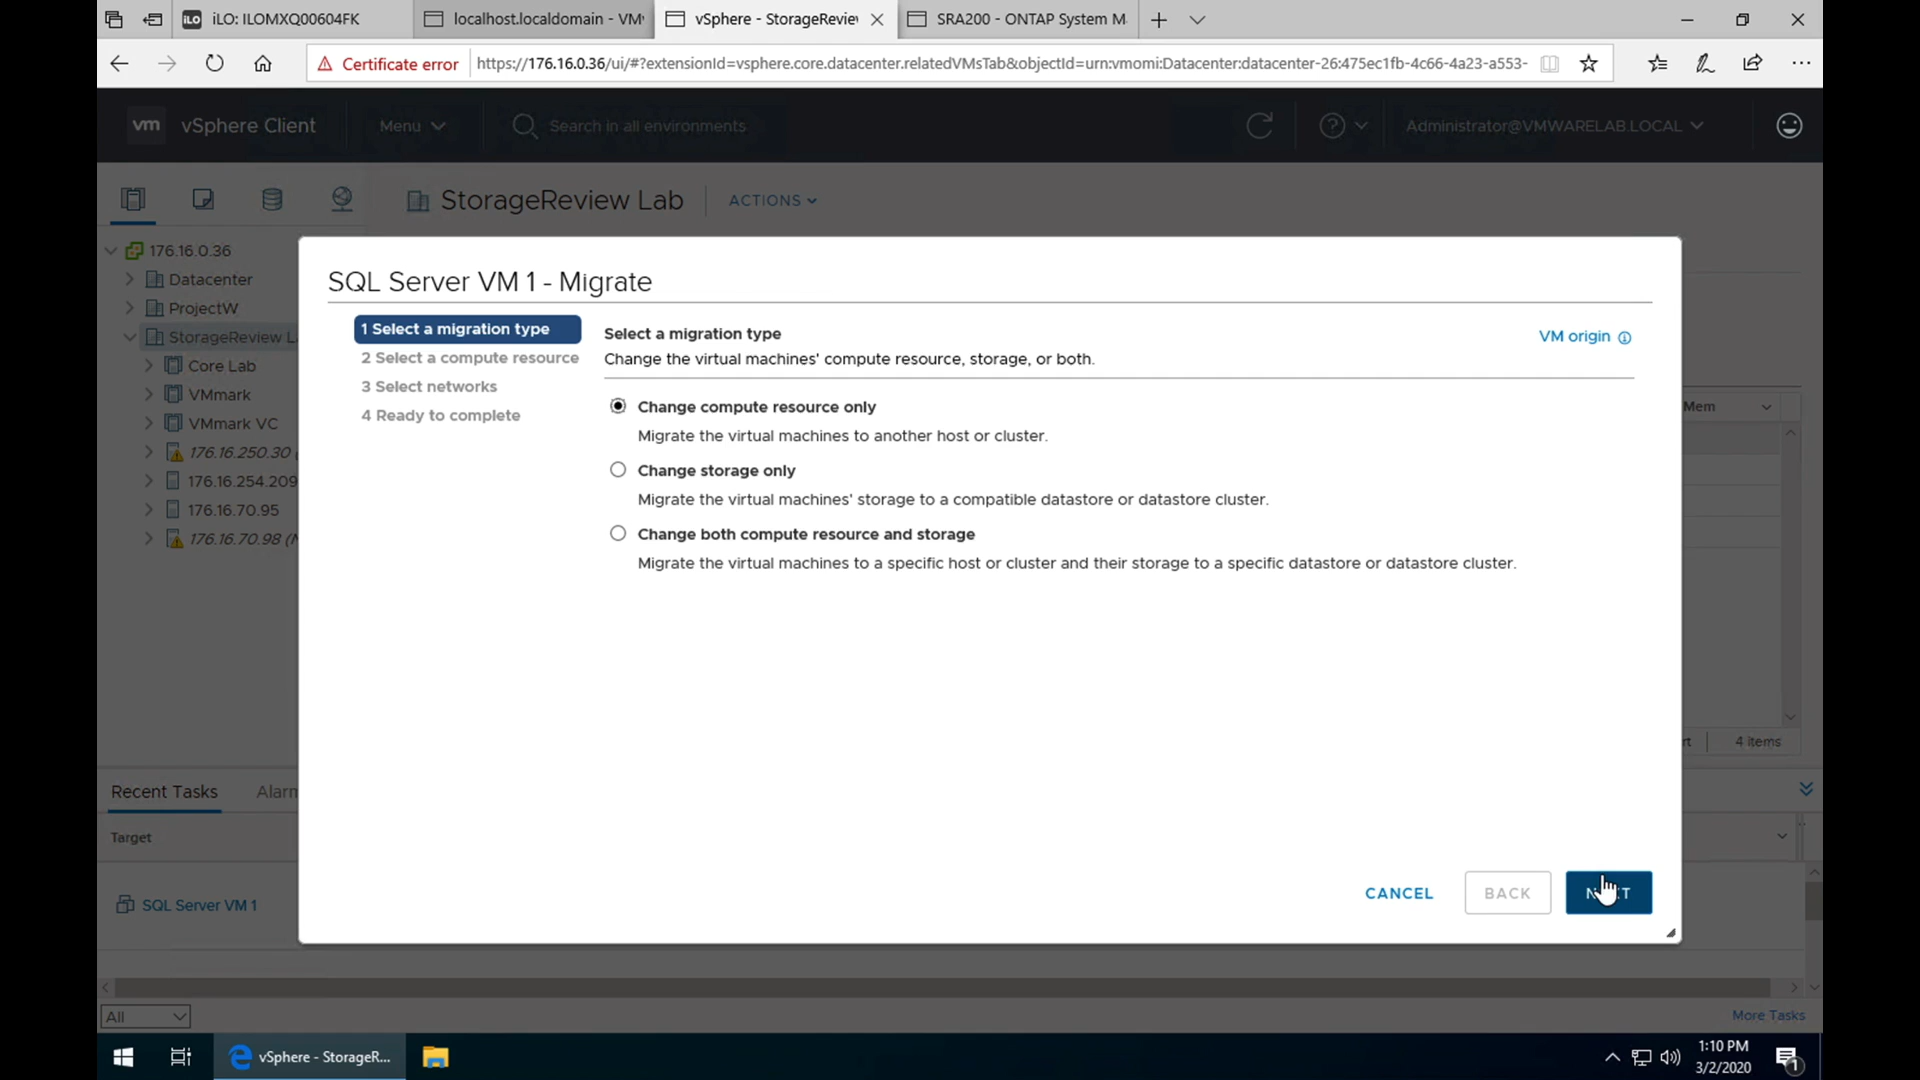 iLO: ILOMXQ00604FK
localhost.localdomain - VM
vSphere - StorageReview
SRA200 - ONTAP System M
Certificate error
https://176.16.0.36/ui/#?extensionId=vsphere.core.datacenter.relatedVMsTab&objectId=urn:vmomi:Datacenter:datacenter-26:475ec1fb-4c66-4a23-a553-
vm
vSphere Client
Menu
Search in all environments
Administrator@VMWARELAB.LOCAL
StorageReview Lab
ACTIONS
176.16.0.36
Datacenter
ProjectW
StorageReview L
Core Lab
VMmark
VMmark VC
176.16.250.30 (
176.16.254.209
176.16.70.95
176.16.70.98 (N
SQL Server VM 1 - Migrate
1 Select a migration type
2 Select a compute resource
3 Select networks
4 Ready to complete
Select a migration type
VM origin
Change the virtual machines' compute resource, storage, or both.
Change compute resource only
Migrate the virtual machines to another host or cluster.
Change storage only
Migrate the virtual machines' storage to a compatible datastore or datastore cluster.
Change both compute resource and storage
Migrate the virtual machines to a specific host or cluster and their storage to a specific datastore or datastore cluster.
CANCEL
BACK
NEXT
Mem
rt
4 items
Recent Tasks
Alarm
Target
SQL Server VM 1
All
More Tasks
vSphere - StorageR...
1:10 PM
3/2/2020
1